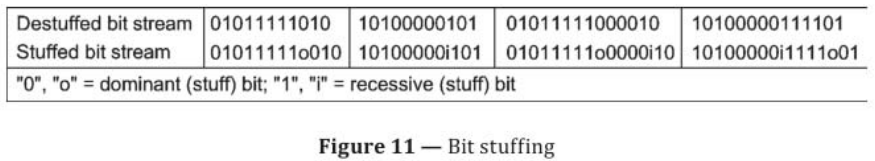 Destuffed bit stream 01011111010 10100000101 01011111000010 10100000111101
Stuffed bit stream 01011111o010 10100000i101 01011111o0000i10 10100000i1111o01
"0", "o" = dominant (stuff) bit; "1", "i" = recessive (stuff) bit
Figure 11 — Bit stuffing